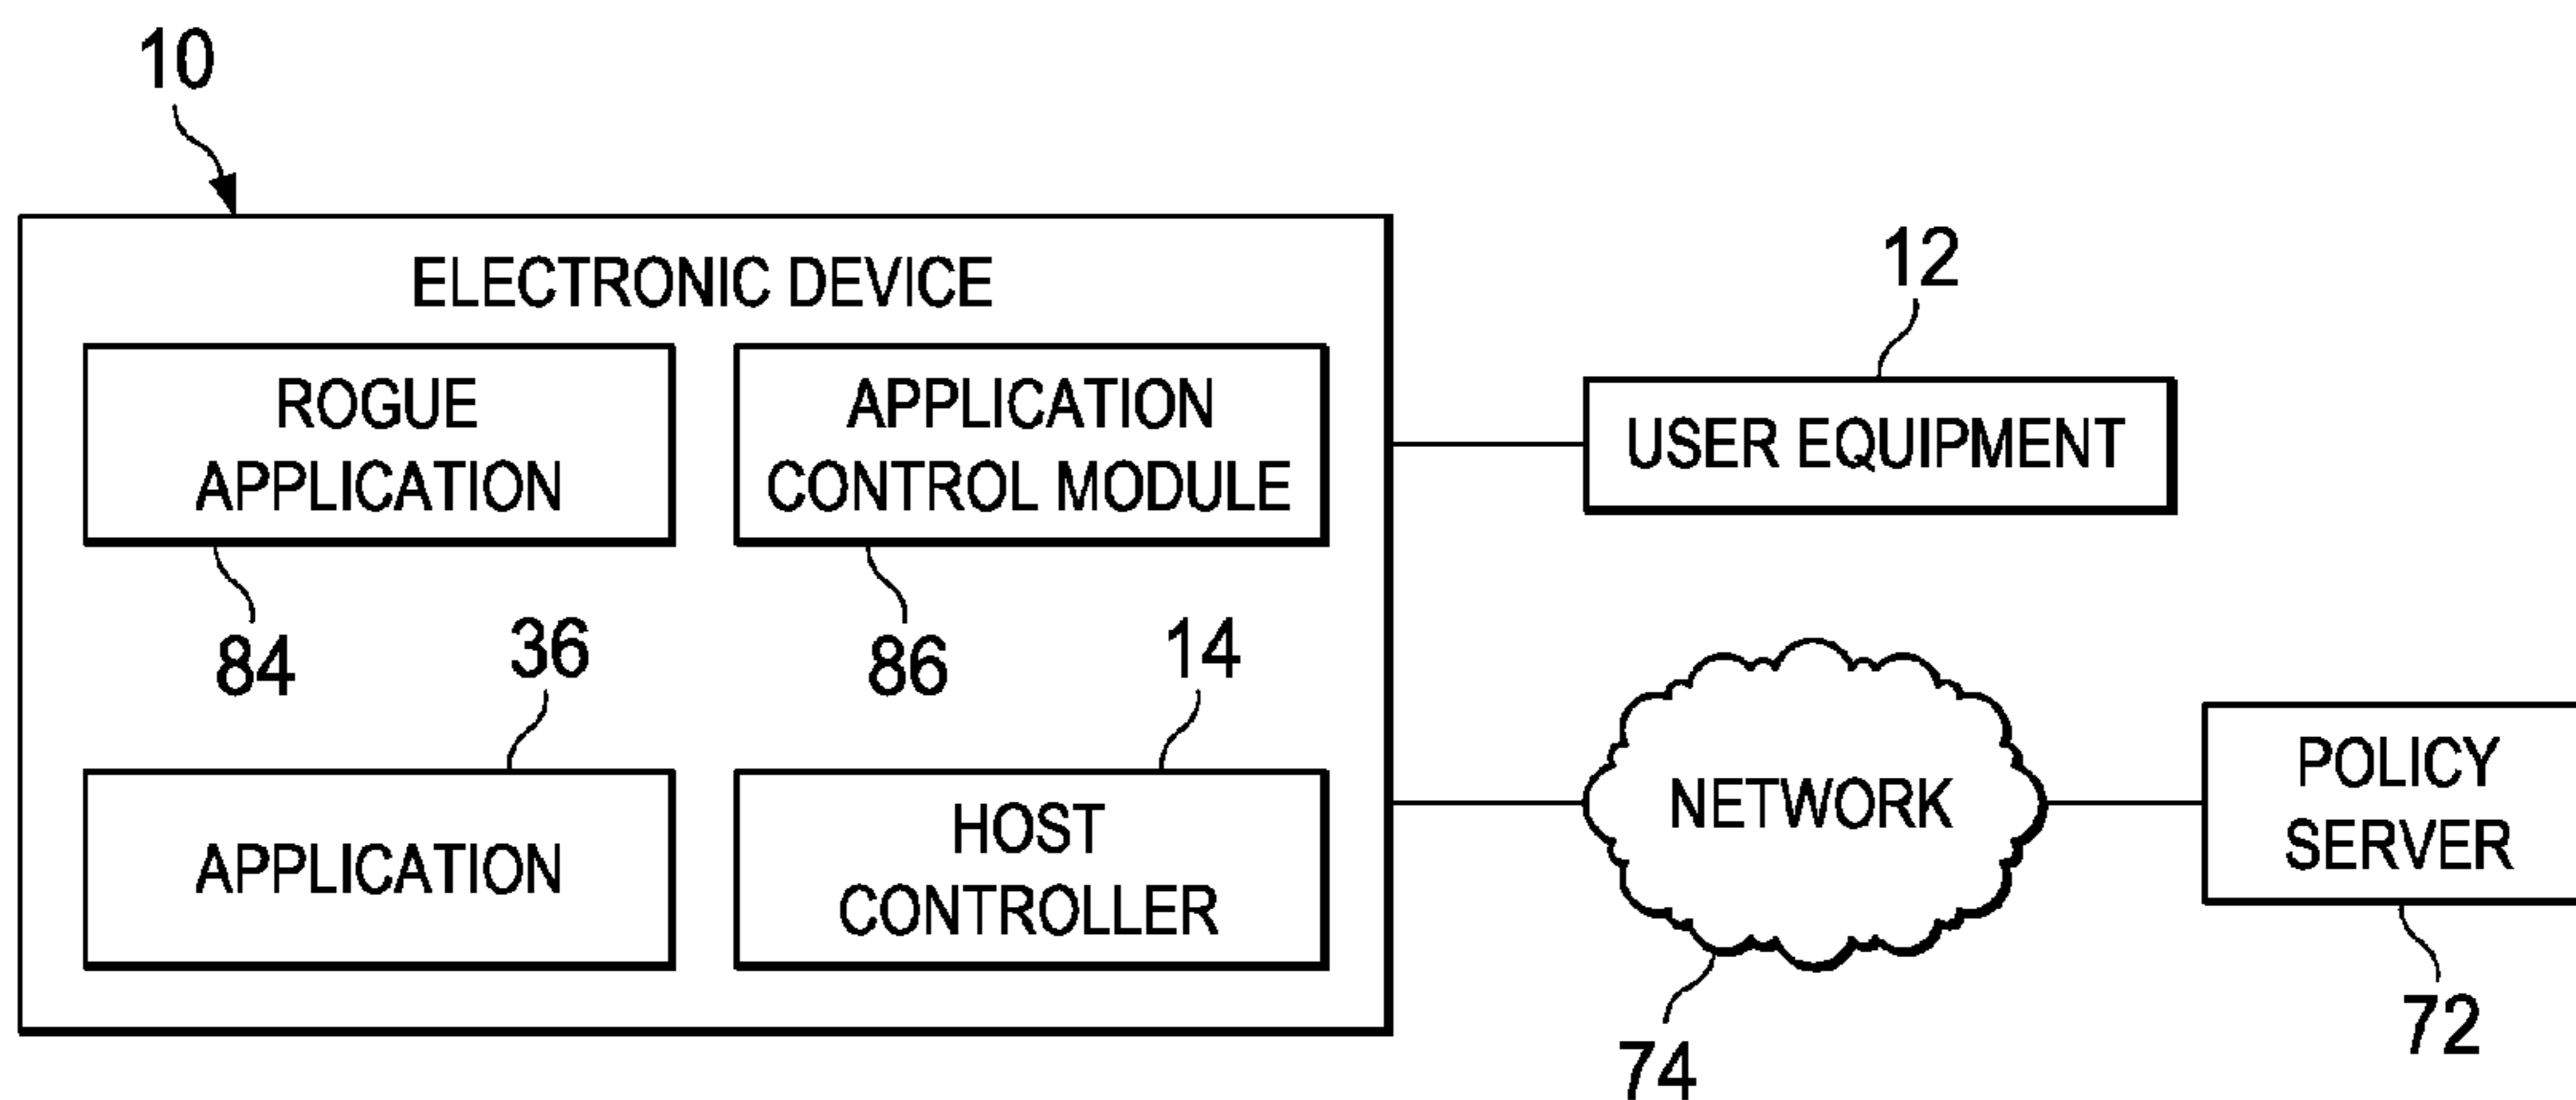 10
ELECTRONIC DEVICE
ROGUE
APPLICATION
84
APPLICATION
CONTROL MODULE
86
36
APPLICATION
14
HOST
CONTROLLER
12
USER EQUIPMENT
NETWORK
74
POLICY
SERVER
72